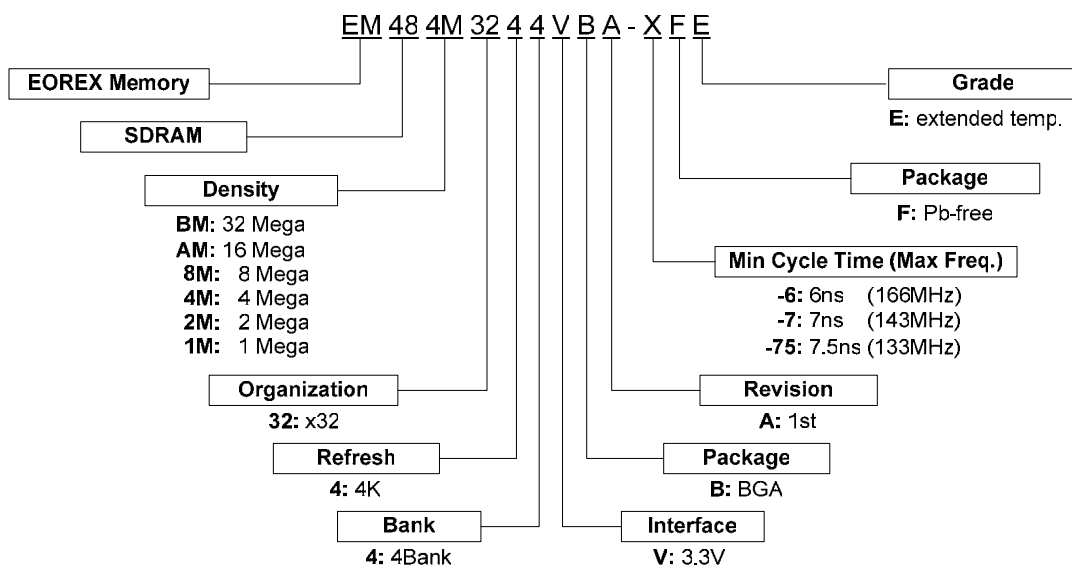 EM 48 4M 32 4 4 V B A - X F E
EOREX Memory
Grade
E: extended temp.
SDRAM
Density
BM: 32 Mega
AM: 16 Mega
8M: 8 Mega
4M: 4 Mega
2M: 2 Mega
1M: 1 Mega
Package
F: Pb-free
Min Cycle Time (Max Freq.)
-6: 6ns (166MHz)
-7: 7ns (143MHz)
-75: 7.5ns (133MHz)
Organization
32: x32
Revision
A: 1st
Refresh
4: 4K
Package
B: BGA
Bank
4: 4Bank
Interface
V: 3.3V